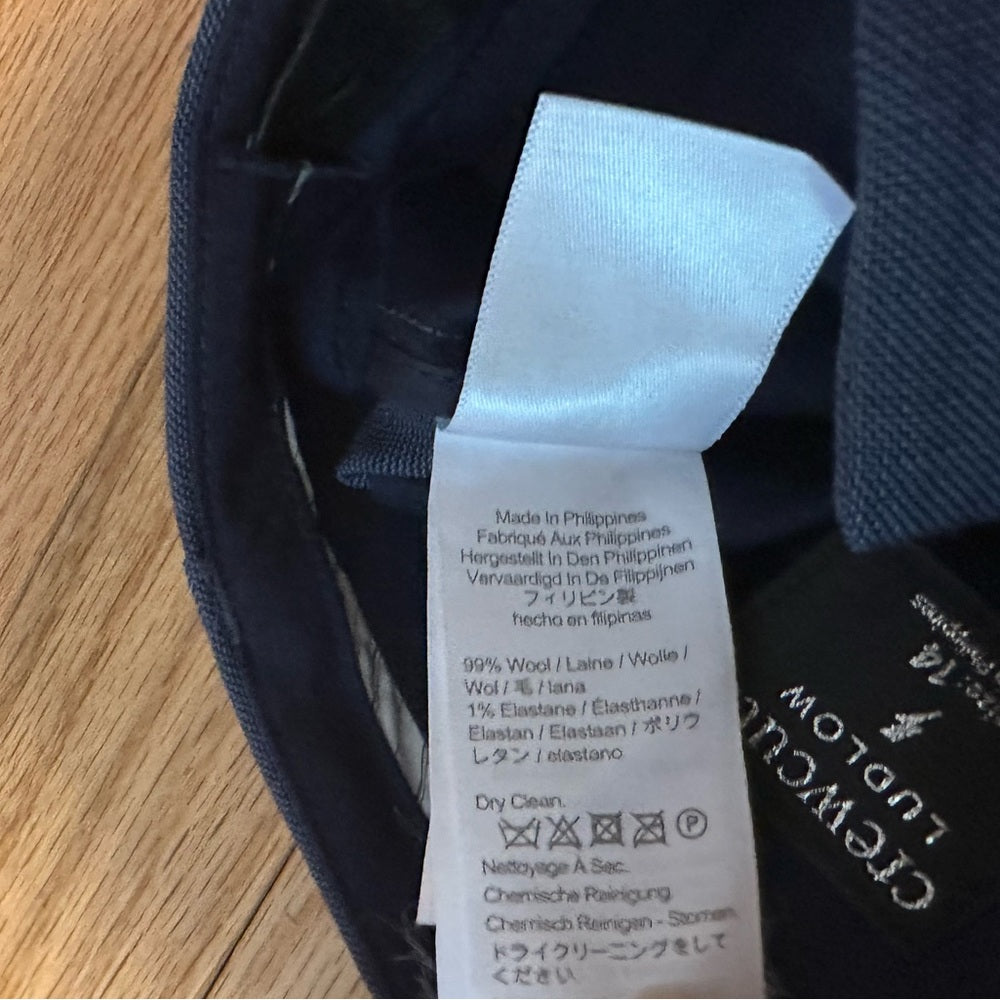 Made In Philippines
Fabriqué Aux Philippines
Hergestellt In Den Philippinen
Vervaardigd In De Filippijnen
フィリピン製
hecho en filipinas
99% Wool / Laine / Wolle /
Wol / 毛 / lana
1% Elastane / Élasthanne /
Elastan / Elastaan / ポリウ
レタン / elastano
Dry Clean.
P
Nettoyage À Sec.
Chemische Reinigung
Chemisch Reinigen - Stomen
ドライクリーニングをして
ください
crewcut
LUDLOW
14